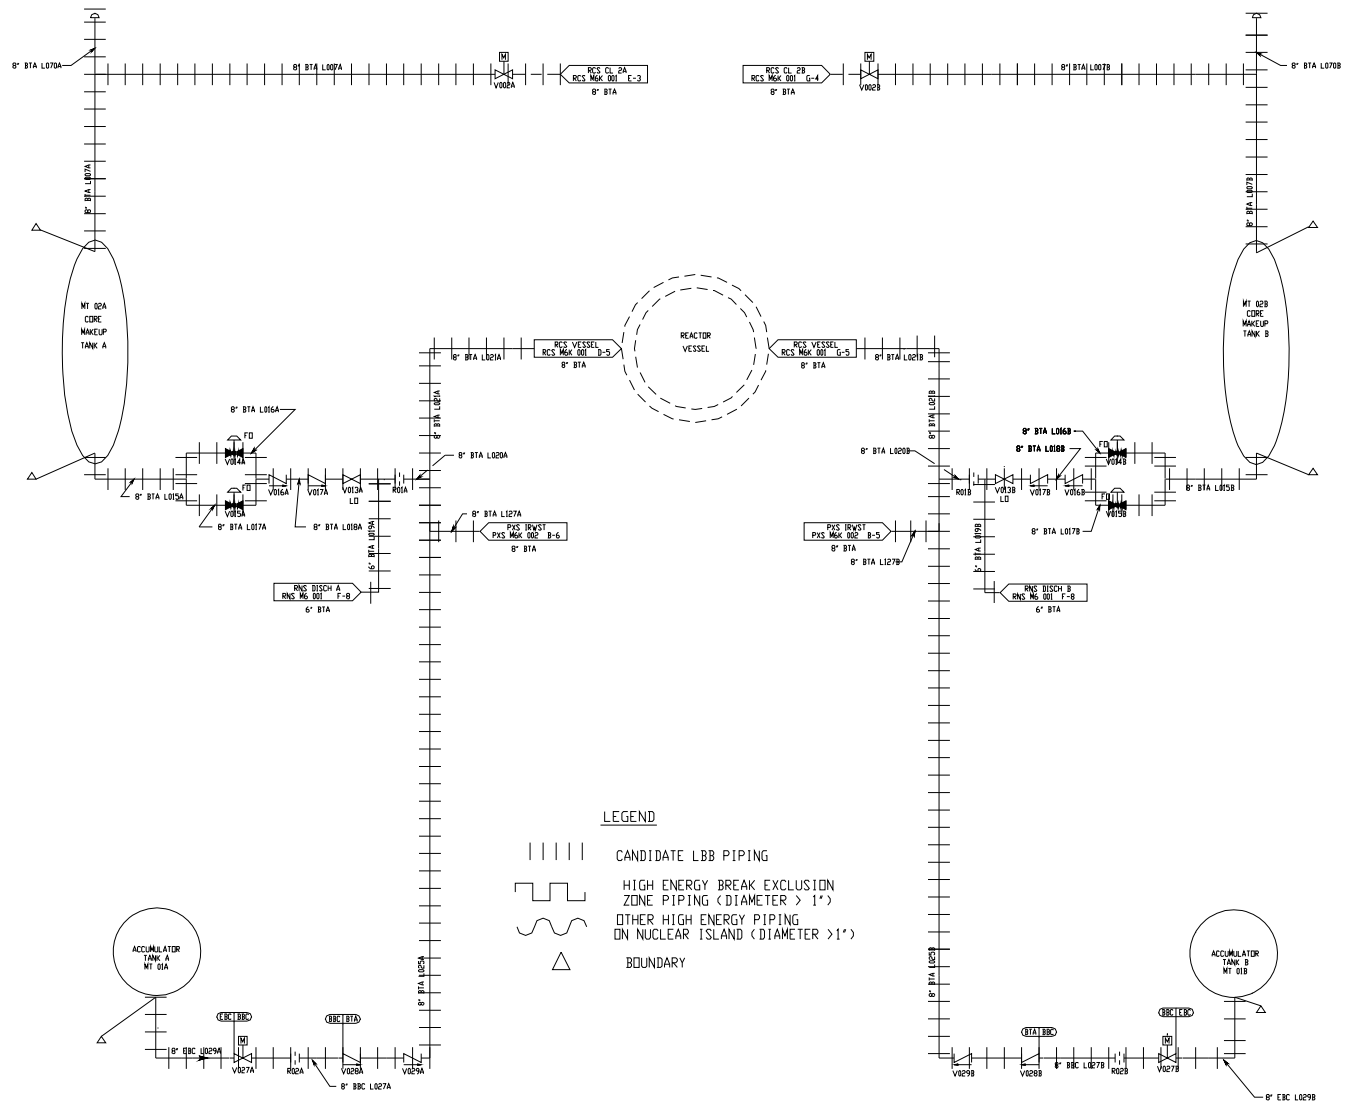 8" BTA L070A
8" BTA L007A
M
V002A
RCS CL 2A
RCS M6K 001 E-3
8" BTA
RCS CL 2B
RCS M6K 001 G-4
8" BTA
M
V002B
8" BTA L007B
8" BTA L070B
8" BTA L007A
8" BTA L007B
MT 02A
CORE
MAKEUP
TANK A
REACTOR
VESSEL
MT 02B
CORE
MAKEUP
TANK B
8" BTA L021A
RCS VESSEL
RCS M6K 001 D-5
8" BTA
RCS VESSEL
RCS M6K 001 G-5
8" BTA
8" BTA L021B
8" BTA L021A
8" BTA L021B
8" BTA L016A
FO
V014A
8" BTA L015A
FO
V015A
8" BTA L017A
V016A
V017A
V013A
LO
R01A
8" BTA L018A
8" BTA L020A
8" BTA L019A
8" BTA L127A
PXS IRWST
PXS M6K 002 B-6
8" BTA
RNS DISCH A
RNS M6 001 F-8
6" BTA
8" BTA L020B
R01B
V013B
LO
V017B
V016B
8" BTA L016B
8" BTA L018B
FO
V014B
FO
V015B
8" BTA L015B
8" BTA L017B
PXS IRWST
PXS M6K 002 B-5
8" BTA
8" BTA L127B
6" BTA L019B
RNS DISCH B
RNS M6 001 F-8
6" BTA
LEGEND
CANDIDATE LBB PIPING
HIGH ENERGY BREAK EXCLUSION
ZONE PIPING (DIAMETER > 1")
OTHER HIGH ENERGY PIPING
ON NUCLEAR ISLAND (DIAMETER >1")
BOUNDARY
ACCUMULATOR
TANK A
MT 01A
8" EBC L029A
EBC BBC
M
V027A
R02A
8" BBC L027A
BBC BTA
V028A
V029A
8" BTA L025A
8" BTA L025B
V029B
BTA BBC
V028B
8" BBC L027B
R02B
BBC EBC
M
V027B
ACCUMULATOR
TANK B
MT 01B
8" EBC L029B